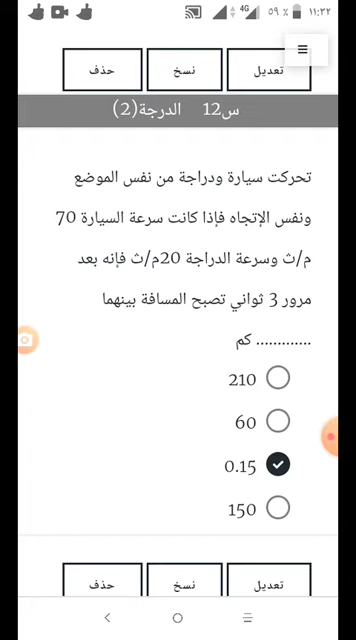 ٥٩ ٪ 4G ١١:٣٢
تعديل نسخ حذف
س12 الدرجة(2)
تحركت سيارة ودراجة من نفس الموضع
ونفس الإتجاه فإذا كانت سرعة السيارة 70
م/ث وسرعة الدراجة 20م/ث فإنه بعد
مرور 3 ثواني تصبح المسافة بينهما
............. كم
210
60
0.15
150
تعديل نسخ حذف